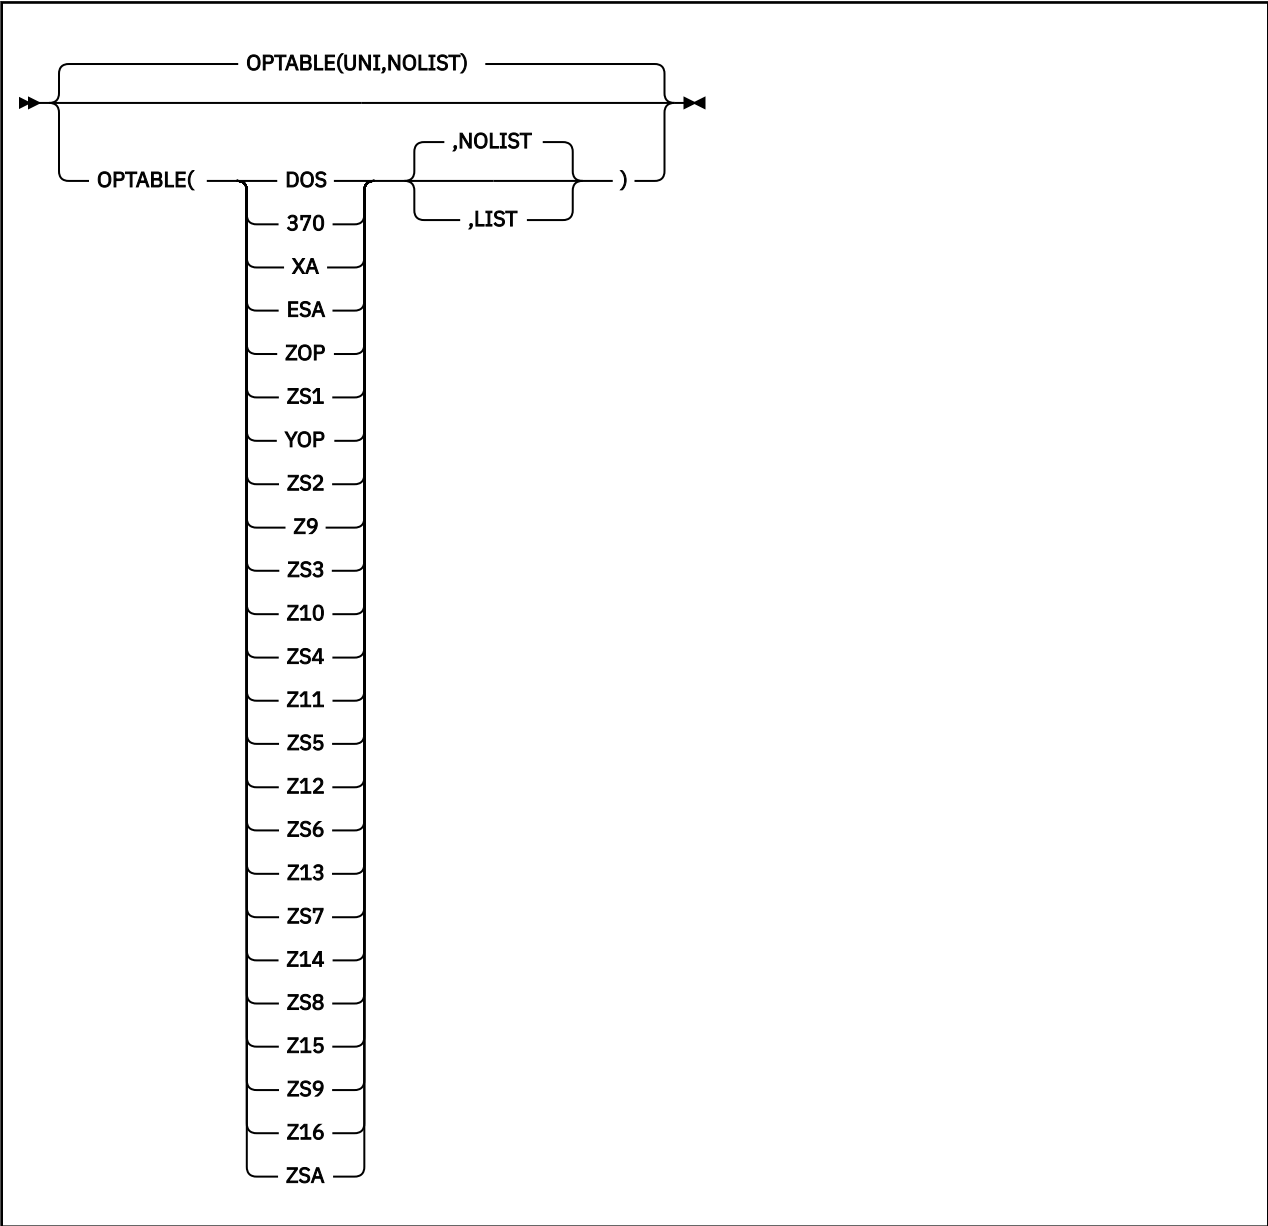 OPTABLE(UNI,NOLIST)
,NOLIST
OPTABLE( DOS )
370 ,LIST
XA
ESA
ZOP
ZS1
YOP
ZS2
Z9
ZS3
Z10
ZS4
Z11
ZS5
Z12
ZS6
Z13
ZS7
Z14
ZS8
Z15
ZS9
Z16
ZSA